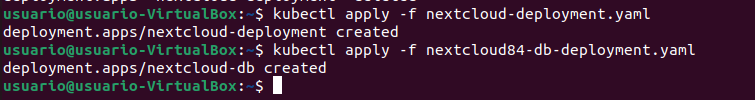 usuario@usuario-VirtualBox:~$ kubectl apply -f nextcloud-deployment.yaml
deployment.apps/nextcloud-deployment created
usuario@usuario-VirtualBox:~$ kubectl apply -f nextcloud84-db-deployment.yaml
deployment.apps/nextcloud-db created
usuario@usuario-VirtualBox:~$